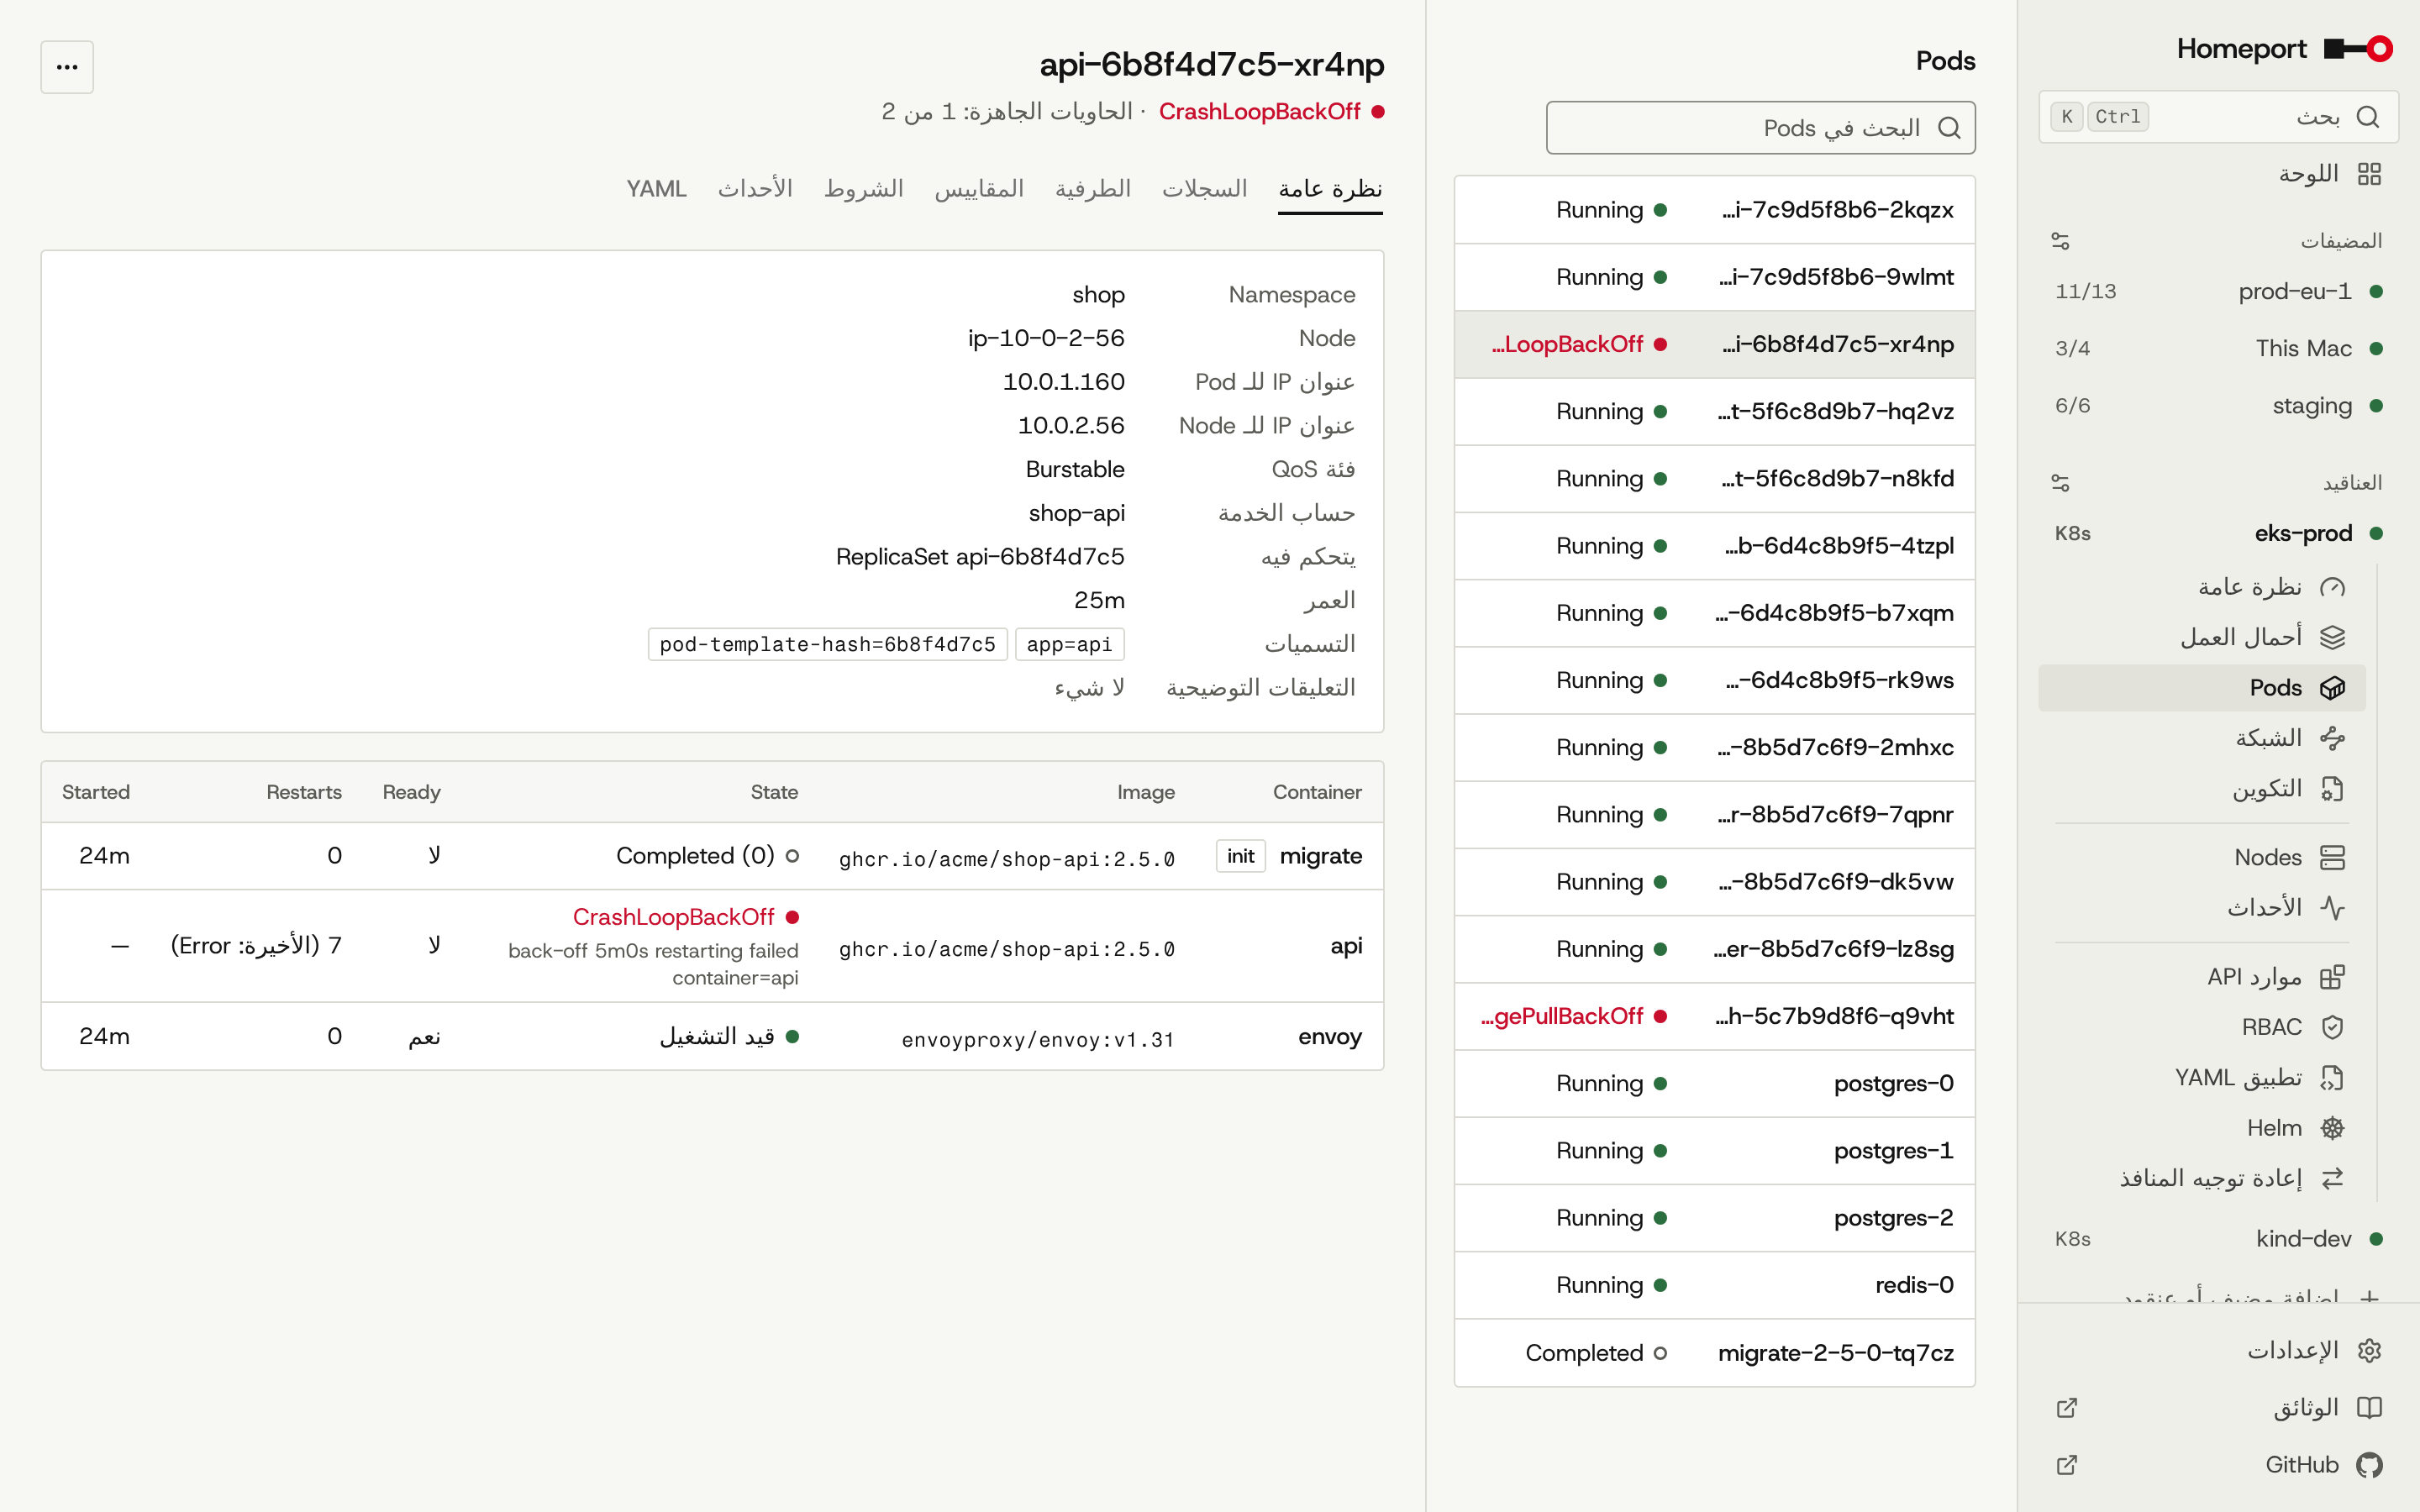 Homeport
بحث
Ctrl K
اللوحة
المضيفات
prod-eu-1 11/13
This Mac 3/4
staging 6/6
العناقيد
eks-prod K8s
نظرة عامة
أحمال العمل
Pods
الشبكة
التكوين
Nodes
الأحداث
موارد API
RBAC
تطبيق YAML
Helm
إعادة توجيه المنافذ
kind-dev K8s
إضافة مضيف أو عنقود
الإعدادات
الوثائق
GitHub
Pods
البحث في Pods
…i-7c9d5f8b6-2kqzx Running
…i-7c9d5f8b6-9wlmt Running
…i-6b8f4d7c5-xr4np …LoopBackOff
…t-5f6c8d9b7-hq2vz Running
…t-5f6c8d9b7-n8kfd Running
…b-6d4c8b9f5-4tzpl Running
…-6d4c8b9f5-b7xqm Running
…-6d4c8b9f5-rk9ws Running
…-8b5d7c6f9-2mhxc Running
…r-8b5d7c6f9-7qpnr Running
…-8b5d7c6f9-dk5vw Running
…er-8b5d7c6f9-lz8sg Running
…h-5c7b9d8f6-q9vht …gePullBackOff
postgres-0 Running
postgres-1 Running
postgres-2 Running
redis-0 Running
migrate-2-5-0-tq7cz Completed
api-6b8f4d7c5-xr4np
CrashLoopBackOff · الحاويات الجاهزة: 1 من 2
نظرة عامة السجلات الطرفية المقاييس الشروط الأحداث YAML
Namespace shop
Node ip-10-0-2-56
عنوان IP للـ Pod 10.0.1.160
عنوان IP للـ Node 10.0.2.56
فئة QoS Burstable
حساب الخدمة shop-api
يتحكم فيه ReplicaSet api-6b8f4d7c5
العمر 25m
التسميات app=api pod-template-hash=6b8f4d7c5
التعليقات التوضيحية لا شيء
Container Image State Ready Restarts Started
migrate init ghcr.io/acme/shop-api:2.5.0 Completed (0) لا 0 24m
api ghcr.io/acme/shop-api:2.5.0 CrashLoopBackOff لا 7 (الأخيرة: Error) —
back-off 5m0s restarting failed
container=api
envoy envoyproxy/envoy:v1.31 قيد التشغيل نعم 0 24m